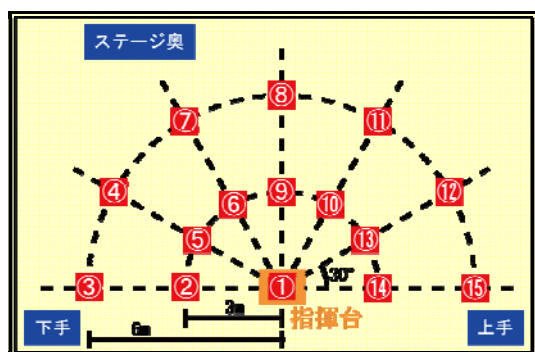 ステージ奥
⑧
⑦
⑪
④
⑫
⑥
⑨
⑩
⑤
⑬
30°
③
②
①
⑭
⑮
3m
指揮台
下手
6m
上手